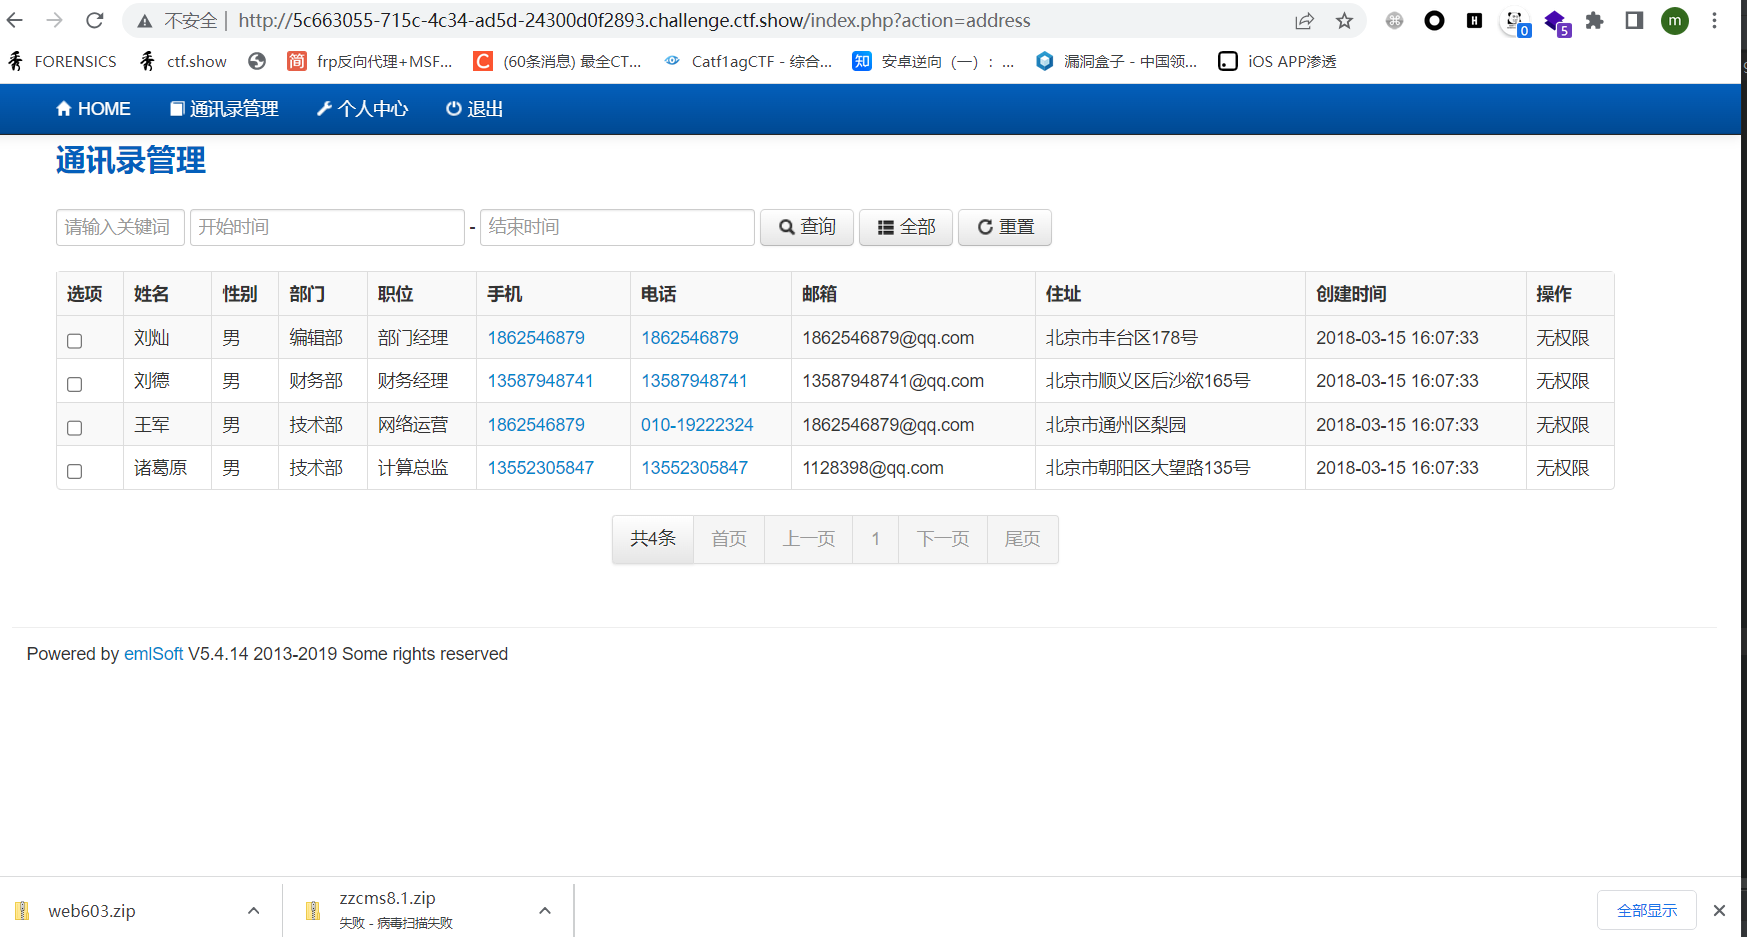 不安全 | http://5c663055-715c-4c34-ad5d-24300d0f2893.challenge.ctf.show/index.php?action=address
H 0 5 m
FORENSICS ctf.show 简 frp反向代理+MSF... C (60条消息) 最全CT... Catf1agCTF - 综合... 知 安卓逆向（一）：... 漏洞盒子 - 中国领... iOS APP渗透
HOME 通讯录管理 个人中心 退出
通讯录管理
请输入关键词 开始时间 - 结束时间 查询 全部 重置
选项 姓名 性别 部门 职位 手机 电话 邮箱 住址 创建时间 操作
刘灿 男 编辑部 部门经理 1862546879 1862546879 1862546879@qq.com 北京市丰台区178号 2018-03-15 16:07:33 无权限
刘德 男 财务部 财务经理 13587948741 13587948741 13587948741@qq.com 北京市顺义区后沙欲165号 2018-03-15 16:07:33 无权限
王军 男 技术部 网络运营 1862546879 010-19222324 1862546879@qq.com 北京市通州区梨园 2018-03-15 16:07:33 无权限
诸葛原 男 技术部 计算总监 13552305847 13552305847 1128398@qq.com 北京市朝阳区大望路135号 2018-03-15 16:07:33 无权限
共4条 首页 上一页 1 下一页 尾页
Powered by emlSoft V5.4.14 2013-2019 Some rights reserved
web603.zip zzcms8.1.zip 全部显示
失败 - 病毒扫描失败